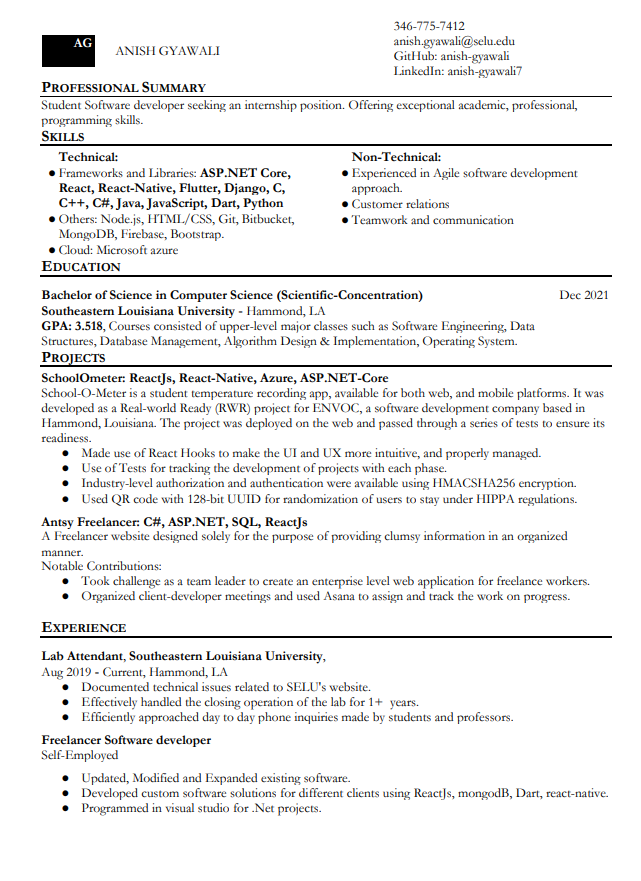 AG
ANISH GYAWALI
346-775-7412
anish.gyawali@selu.edu
GitHub: anish-gyawali
LinkedIn: anish-gyawali7
PROFESSIONAL SUMMARY
Student Software developer seeking an internship position. Offering exceptional academic, professional,
programming skills.
SKILLS
Technical:
● Frameworks and Libraries: ASP.NET Core,
React, React-Native, Flutter, Django, C,
C++, C#, Java, JavaScript, Dart, Python
● Others: Node.js, HTML/CSS, Git, Bitbucket,
MongoDB, Firebase, Bootstrap.
● Cloud: Microsoft azure
Non-Technical:
● Experienced in Agile software development
approach.
● Customer relations
● Teamwork and communication
EDUCATION
Bachelor of Science in Computer Science (Scientific-Concentration) Dec 2021
Southeastern Louisiana University - Hammond, LA
GPA: 3.518, Courses consisted of upper-level major classes such as Software Engineering, Data
Structures, Database Management, Algorithm Design & Implementation, Operating System.
PROJECTS
SchoolOmeter: ReactJs, React-Native, Azure, ASP.NET-Core
School-O-Meter is a student temperature recording app, available for both web, and mobile platforms. It was
developed as a Real-world Ready (RWR) project for ENVOC, a software development company based in
Hammond, Louisiana. The project was deployed on the web and passed through a series of tests to ensure its
readiness.
● Made use of React Hooks to make the UI and UX more intuitive, and properly managed.
● Use of Tests for tracking the development of projects with each phase.
● Industry-level authorization and authentication were available using HMACSHA256 encryption.
● Used QR code with 128-bit UUID for randomization of users to stay under HIPPA regulations.
Antsy Freelancer: C#, ASP.NET, SQL, ReactJs
A Freelancer website designed solely for the purpose of providing clumsy information in an organized
manner.
Notable Contributions:
● Took challenge as a team leader to create an enterprise level web application for freelance workers.
● Organized client-developer meetings and used Asana to assign and track the work on progress.
EXPERIENCE
Lab Attendant, Southeastern Louisiana University,
Aug 2019 - Current, Hammond, LA
● Documented technical issues related to SELU's website.
● Effectively handled the closing operation of the lab for 1+ years.
● Efficiently approached day to day phone inquiries made by students and professors.
Freelancer Software developer
Self-Employed
● Updated, Modified and Expanded existing software.
● Developed custom software solutions for different clients using ReactJs, mongodB, Dart, react-native.
● Programmed in visual studio for .Net projects.